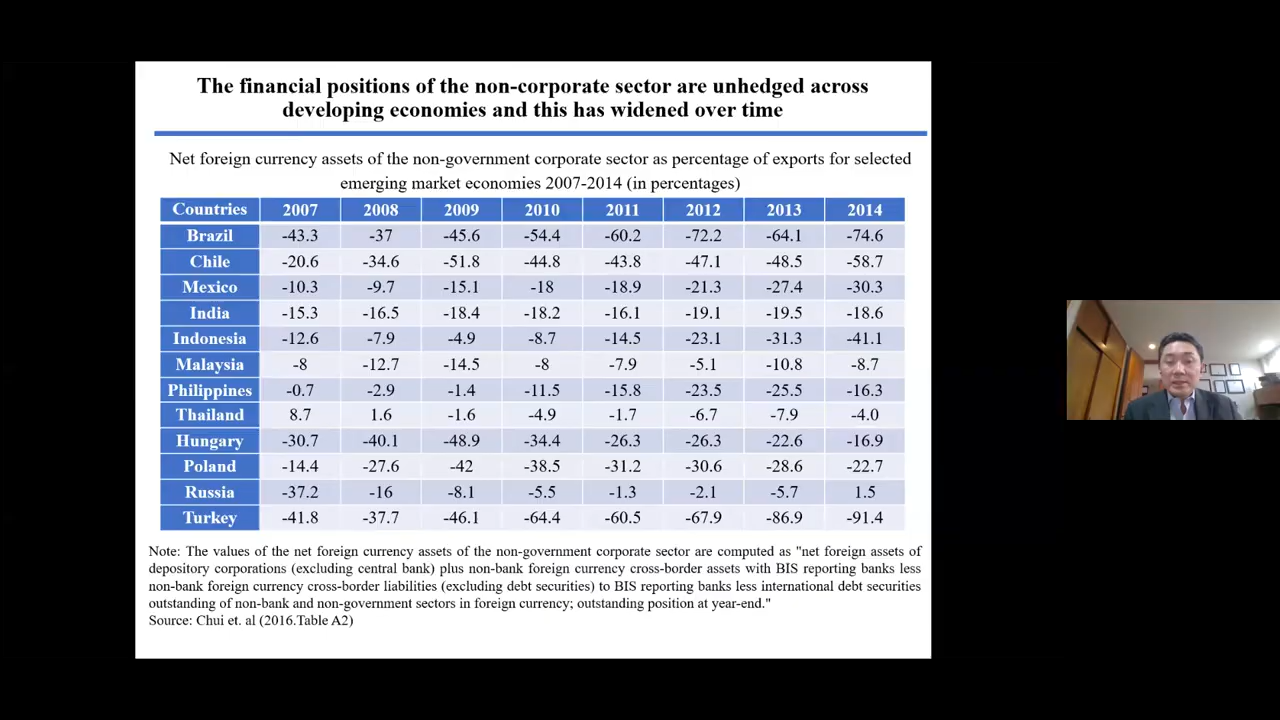 The financial positions of the non-corporate sector are unhedged across
developing economies and this has widened over time
Net foreign currency assets of the non-government corporate sector as percentage of exports for selected
emerging market economies 2007-2014 (in percentages)
Countries 2007 2008 2009 2010 2011 2012 2013 2014
Brazil -43.3 -37 -45.6 -54.4 -60.2 -72.2 -64.1 -74.6
Chile -20.6 -34.6 -51.8 -44.8 -43.8 -47.1 -48.5 -58.7
Mexico -10.3 -9.7 -15.1 -18 -18.9 -21.3 -27.4 -30.3
India -15.3 -16.5 -18.4 -18.2 -16.1 -19.1 -19.5 -18.6
Indonesia -12.6 -7.9 -4.9 -8.7 -14.5 -23.1 -31.3 -41.1
Malaysia -8 -12.7 -14.5 -8 -7.9 -5.1 -10.8 -8.7
Philippines -0.7 -2.9 -1.4 -11.5 -15.8 -23.5 -25.5 -16.3
Thailand 8.7 1.6 -1.6 -4.9 -1.7 -6.7 -7.9 -4.0
Hungary -30.7 -40.1 -48.9 -34.4 -26.3 -26.3 -22.6 -16.9
Poland -14.4 -27.6 -42 -38.5 -31.2 -30.6 -28.6 -22.7
Russia -37.2 -16 -8.1 -5.5 -1.3 -2.1 -5.7 1.5
Turkey -41.8 -37.7 -46.1 -64.4 -60.5 -67.9 -86.9 -91.4
Note: The values of the net foreign currency assets of the non-government corporate sector are computed as "net foreign assets of
depository corporations (excluding central bank) plus non-bank foreign currency cross-border assets with BIS reporting banks less
non-bank foreign currency cross-border liabilities (excluding debt securities) to BIS reporting banks less international debt securities
outstanding of non-bank and non-government sectors in foreign currency; outstanding position at year-end."
Source: Chui et. al (2016.Table A2)